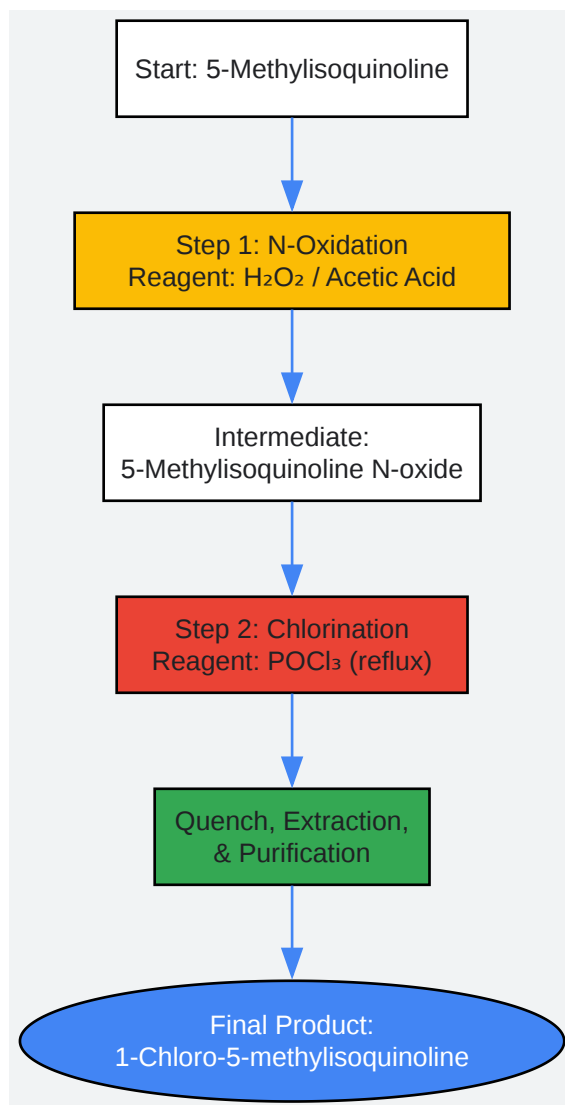 Start: 5-Methylisoquinoline
Step 1: N-Oxidation
Reagent: H₂O₂ / Acetic Acid
Intermediate:
5-Methylisoquinoline N-oxide
Step 2: Chlorination
Reagent: POCl₃ (reflux)
Quench, Extraction,
& Purification
Final Product:
1-Chloro-5-methylisoquinoline